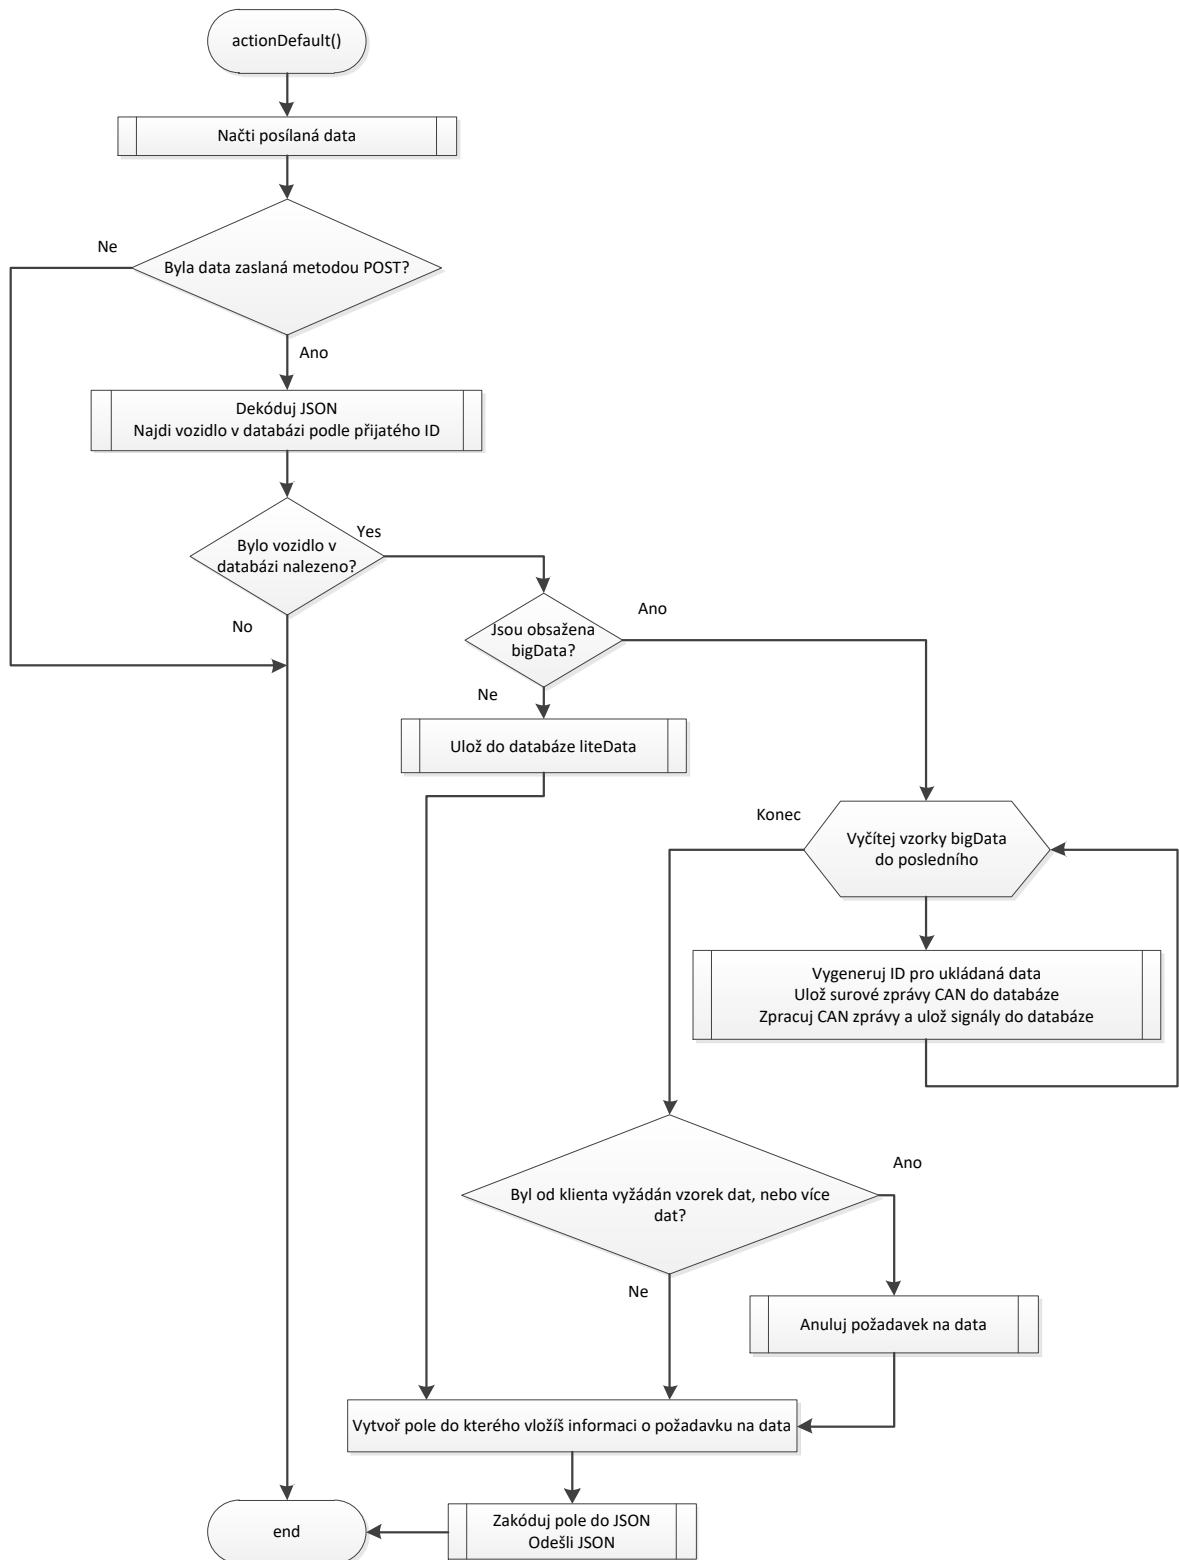 actionDefault()
Načti posílaná data
Ne
Byla data zaslaná metodou POST?
Ano
Dekóduj JSON
Najdi vozidlo v databázi podle přijatého ID
Yes
Bylo vozidlo v
databázi nalezeno?
No
Ano
Jsou obsažena
bigData?
Ne
Ulož do databáze liteData
Konec
Vyčítej vzorky bigData
do posledního
Vygeneruj ID pro ukládaná data
Ulož surové zprávy CAN do databáze
Zpracuj CAN zprávy a ulož signály do databáze
Ano
Byl od klienta vyžádán vzorek dat, nebo více
dat?
Ne
Anuluj požadavek na data
Vytvoř pole do kterého vložíš informaci o požadavku na data
Zakóduj pole do JSON
Odešli JSON
end